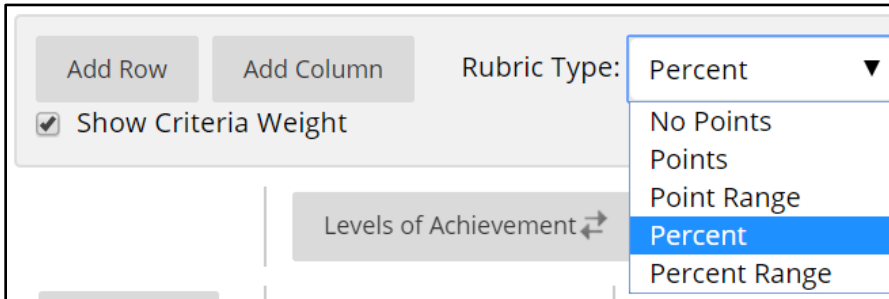 Add Row Add Column Rubric Type: Percent
Show Criteria Weight
No Points
Points
Point Range
Percent
Percent Range
Levels of Achievement